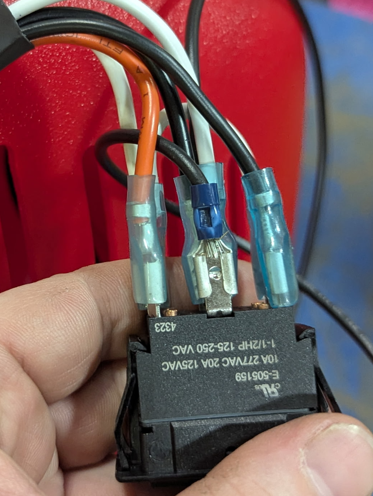 E-505159
10A 277VAC 20A 125VAC
1-1/2HP 125-250 VAC
4323